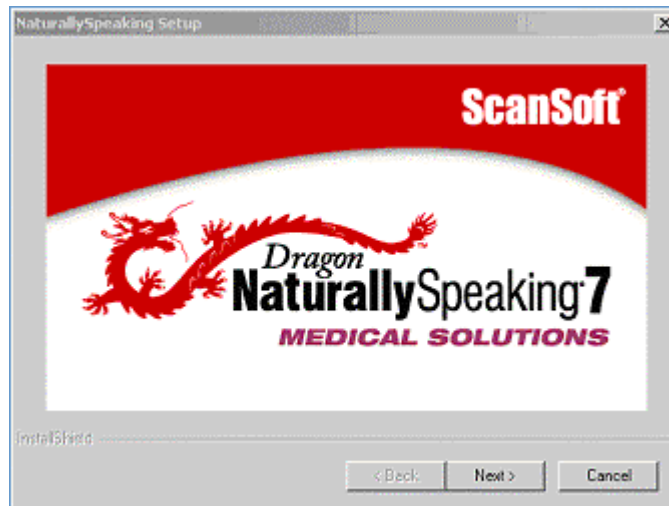 NaturallySpeaking Setup
ScanSoft®
Dragon
NaturallySpeaking·7
MEDICAL SOLUTIONS
InstallShield
< Back Next > Cancel